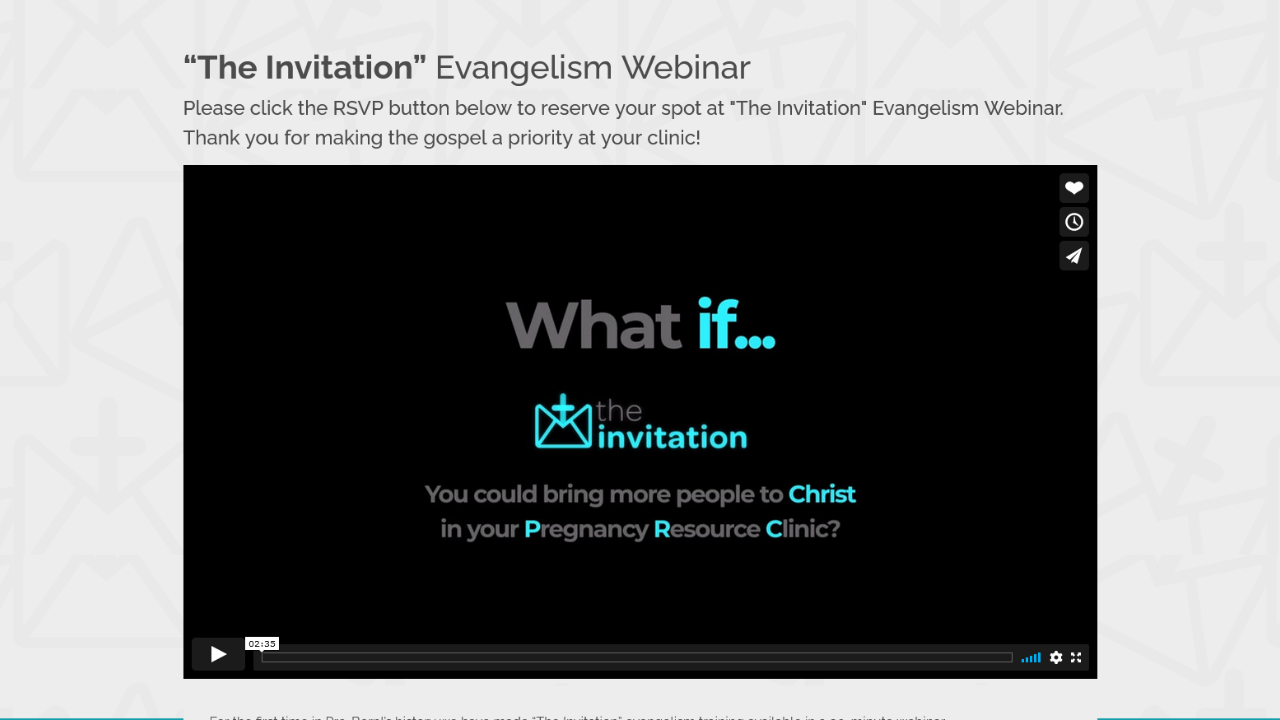 “The Invitation” Evangelism Webinar
Please click the RSVP button below to reserve your spot at "The Invitation" Evangelism Webinar.
Thank you for making the gospel a priority at your clinic!
What if...
the
invitation
You could bring more people to Christ
in your Pregnancy Resource Clinic?
02:35